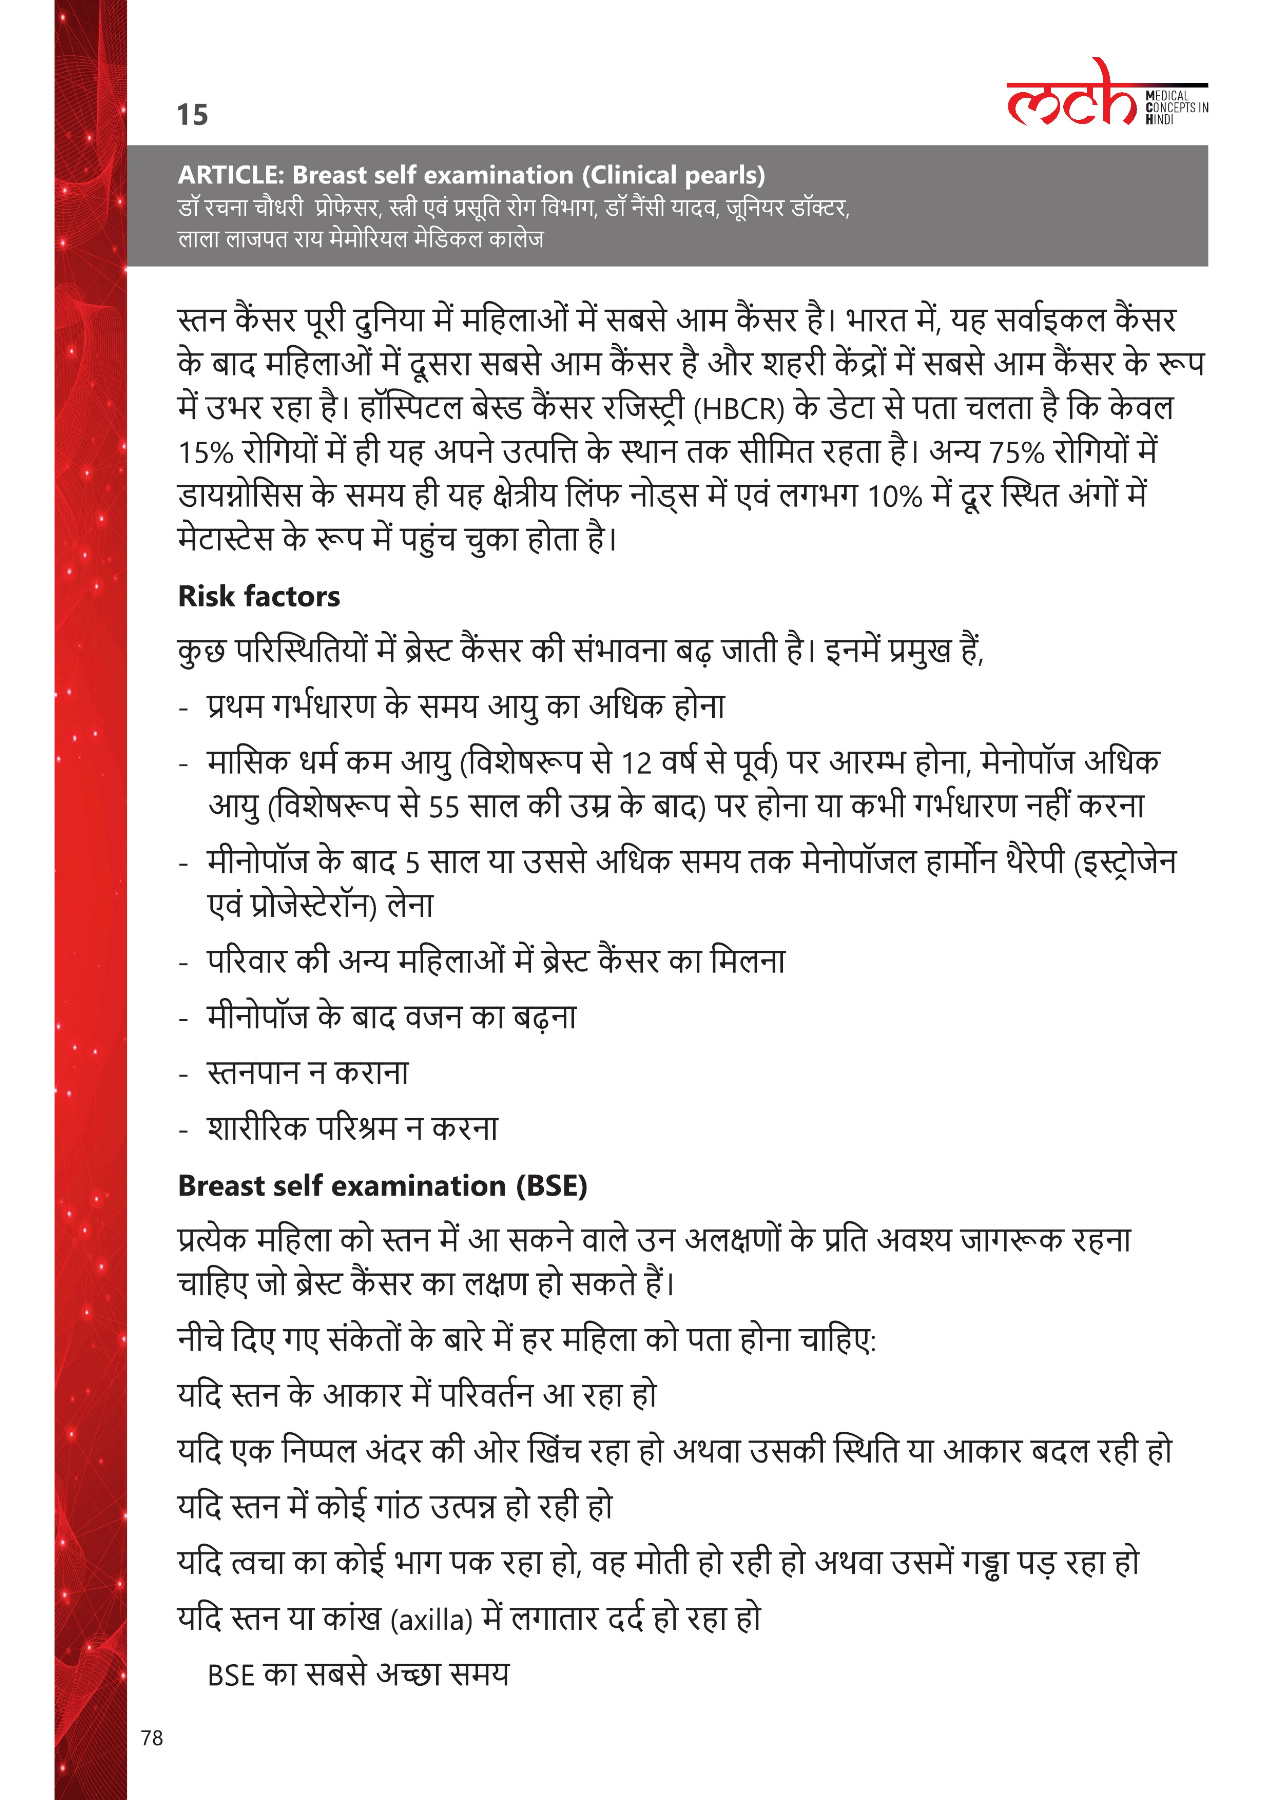 15
mch MEDICAL
CONCEPTS IN
HINDI
ARTICLE: Breast self examination (Clinical pearls)
डॉ रचना चौधरी प्रोफेसर, स्त्री एवं प्रसूति रोग विभाग, डॉ नैंसी यादव, जूनियर डॉक्टर,
लाला लाजपत राय मेमोरियल मेडिकल कालेज
स्तन कैंसर पूरी दुनिया में महिलाओं में सबसे आम कैंसर है। भारत में, यह सर्वाइकल कैंसर
के बाद महिलाओं में दूसरा सबसे आम कैंसर है और शहरी केंद्रों में सबसे आम कैंसर के रूप
में उभर रहा है। हॉस्पिटल बेस्ड कैंसर रजिस्ट्री (HBCR) के डेटा से पता चलता है कि केवल
15% रोगियों में ही यह अपने उत्पत्ति के स्थान तक सीमित रहता है। अन्य 75% रोगियों में
डायग्नोसिस के समय ही यह क्षेत्रीय लिंफ नोड्स में एवं लगभग 10% में दूर स्थित अंगों में
मेटास्टेस के रूप में पहुंच चुका होता है।
Risk factors
कुछ परिस्थितियों में ब्रेस्ट कैंसर की संभावना बढ़ जाती है। इनमें प्रमुख हैं,
- प्रथम गर्भधारण के समय आयु का अधिक होना
- मासिक धर्म कम आयु (विशेषरूप से 12 वर्ष से पूर्व) पर आरम्भ होना, मेनोपॉज अधिक
आयु (विशेषरूप से 55 साल की उम्र के बाद) पर होना या कभी गर्भधारण नहीं करना
- मीनोपॉज के बाद 5 साल या उससे अधिक समय तक मेनोपॉजल हार्मोन थैरेपी (इस्ट्रोजेन
एवं प्रोजेस्टेरॉन) लेना
- परिवार की अन्य महिलाओं में ब्रेस्ट कैंसर का मिलना
- मीनोपॉज के बाद वजन का बढ़ना
- स्तनपान न कराना
- शारीरिक परिश्रम न करना
Breast self examination (BSE)
प्रत्येक महिला को स्तन में आ सकने वाले उन अलक्षणों के प्रति अवश्य जागरूक रहना
चाहिए जो ब्रेस्ट कैंसर का लक्षण हो सकते हैं।
नीचे दिए गए संकेतों के बारे में हर महिला को पता होना चाहिए:
यदि स्तन के आकार में परिवर्तन आ रहा हो
यदि एक निप्पल अंदर की ओर खिंच रहा हो अथवा उसकी स्थिति या आकार बदल रही हो
यदि स्तन में कोई गांठ उत्पन्न हो रही हो
यदि त्वचा का कोई भाग पक रहा हो, वह मोती हो रही हो अथवा उसमें गड्ढा पड़ रहा हो
यदि स्तन या कांख (axilla) में लगातार दर्द हो रहा हो
BSE का सबसे अच्छा समय
78